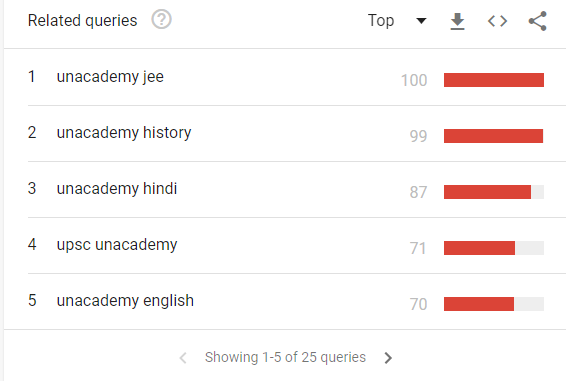 Related queries ? Top
1 unacademy jee 100
2 unacademy history 99
3 unacademy hindi 87
4 upsc unacademy 71
5 unacademy english 70
Showing 1-5 of 25 queries